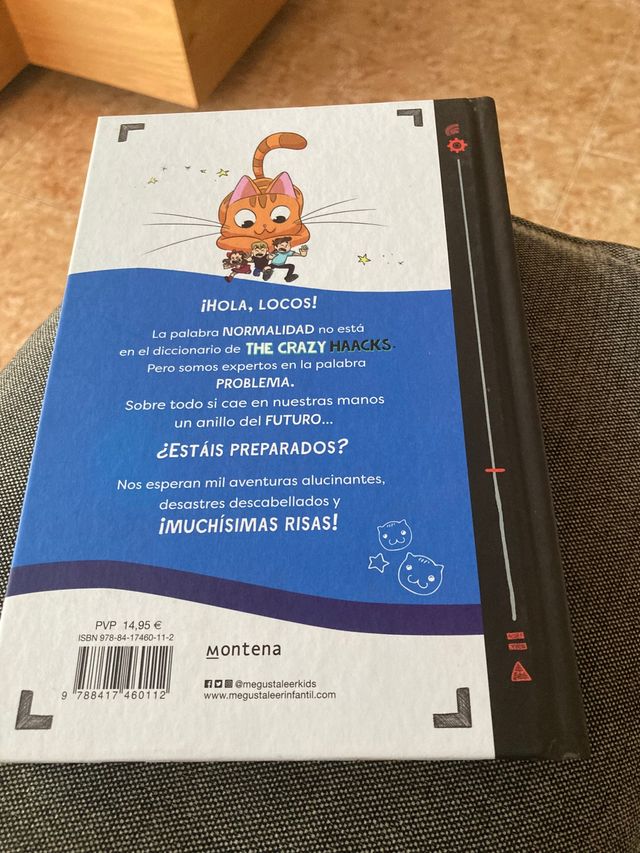 ¡HOLA, LOCOS!
La palabra NORMALIDAD no está
en el diccionario de THE CRAZY HAACKS.
Pero somos expertos en la palabra
PROBLEMA.
Sobre todo si cae en nuestras manos
un anillo del FUTURO...
¿ESTÁIS PREPARADOS?
Nos esperan mil aventuras alucinantes,
desastres descabellados y
¡MUCHÍSIMAS RISAS!
PVP 14,95 €
ISBN 978-84-17460-11-2
9 788417 460112
Montena
@megustaleerkids
www.megustaleerinfantil.com